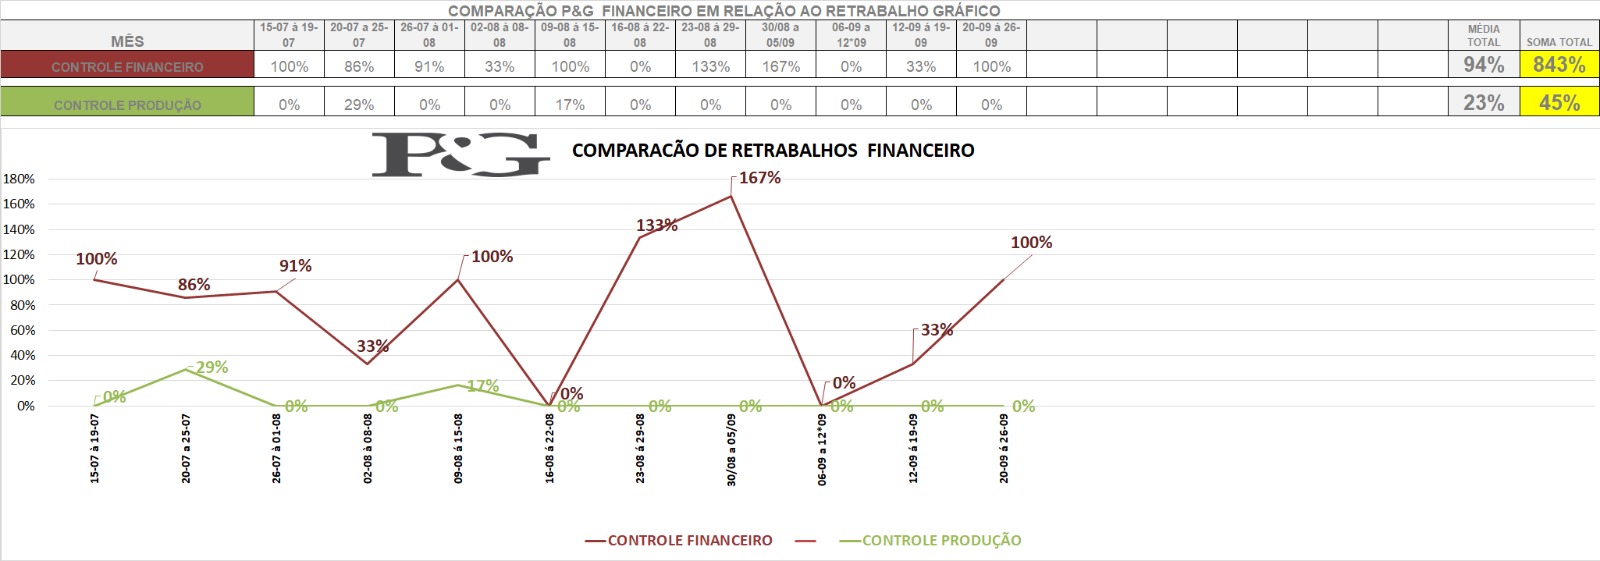 COMPARAÇÃO P&G  FINANCEIRO EM RELAÇÃO AO RETRABALHO GRÁFICO
MÊS 15-07 à 19-07 20-07 a 25-07 26-07 à 01-08 02-08 á 08-08 09-08 á 15-08 16-08 á 22-08 23-08 á 29-08 30/08 a 05/09 06-09 a 12*09 12-09 á 19-09 20-09 á 26-09 MÉDIA TOTAL SOMA TOTAL
CONTROLE FINANCEIRO 100% 86% 91% 33% 100% 0% 133% 167% 0% 33% 100% 94% 843%
CONTROLE PRODUÇÃO 0% 29% 0% 0% 17% 0% 0% 0% 0% 0% 0% 23% 45%
P&G COMPARACÃO DE RETRABALHOS  FINANCEIRO
180%
160%
140%
120%
100%
80%
60%
40%
20%
0%
100% 86% 91% 33% 100% 0% 133% 167% 0% 33% 100%
0% 29% 0% 0% 17% 0% 0% 0% 0% 0% 0%
15-07 à 19-07
20-07 a 25-07
26-07 à 01-08
02-08 á 08-08
09-08 á 15-08
16-08 á 22-08
23-08 á 29-08
30/08 a 05/09
06-09 a 12*09
12-09 á 19-09
20-09 á 26-09
CONTROLE FINANCEIRO CONTROLE PRODUÇÃO